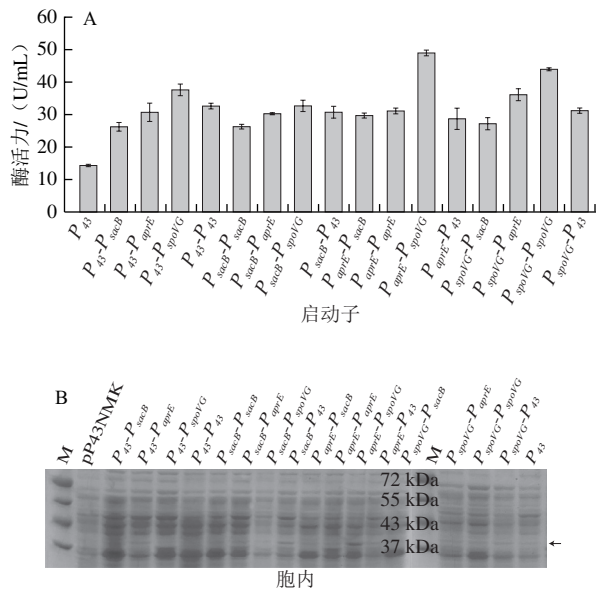 A
60
50
40
30
20
10
0
酶活力/（U/mL）
P43
P43-PsacB
P43-PaprE
P43-PspoVG
P43-P43
PsacB-PsacB
PsacB-PaprE
PsacB-PspoVG
PsacB-P43
PaprE-PsacB
PaprE-PaprE
PaprE-PspoVG
PaprE-P43
PspoVG-PsacB
PspoVG-PaprE
PspoVG-PspoVG
PspoVG-P43
启动子
B
M
pP43NMK
P43-PsacB
P43-PaprE
P43-PspoVG
P43-P43
PsacB-PsacB
PsacB-PaprE
PsacB-PspoVG
PsacB-P43
PaprE-PsacB
PaprE-PaprE
PaprE-PspoVG
PaprE-P43
PspoVG-PsacB
M
PspoVG-PaprE
PspoVG-PspoVG
PspoVG-P43
P43
72 kDa
55 kDa
43 kDa
37 kDa
←
胞内